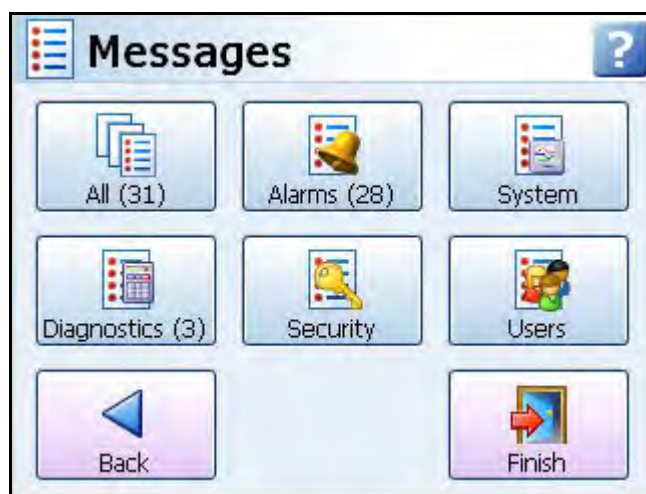 Messages
?
All (31)
Alarms (28)
System
Diagnostics (3)
Security
Users
Back
Finish